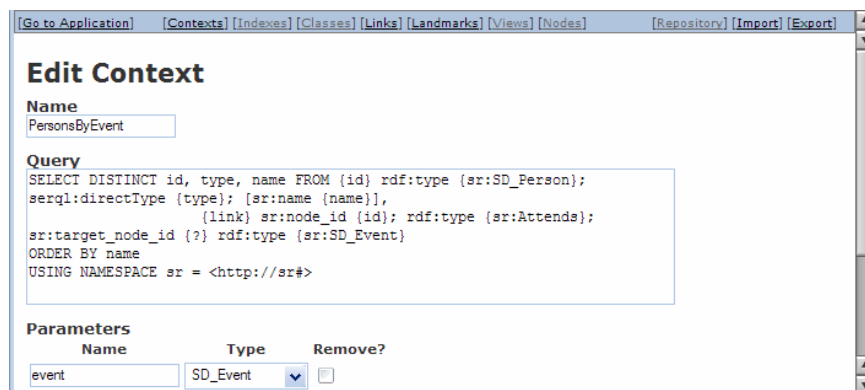 [Go to Application] [Contexts] [Indexes] [Classes] [Links] [Landmarks] [Views] [Nodes] [Repository] [Import] [Export]
Edit Context
Name
PersonsByEvent
Query
SELECT DISTINCT id, type, name FROM {id} rdf:type {sr:SD_Person};
serql:directType {type}; [sr:name {name}],
{link} sr:node_id {id}; rdf:type {sr:Attends};
sr:target_node_id {?} rdf:type {sr:SD_Event}
ORDER BY name
USING NAMESPACE sr = <http://sr#>
Parameters
Name Type Remove?
event SD_Event